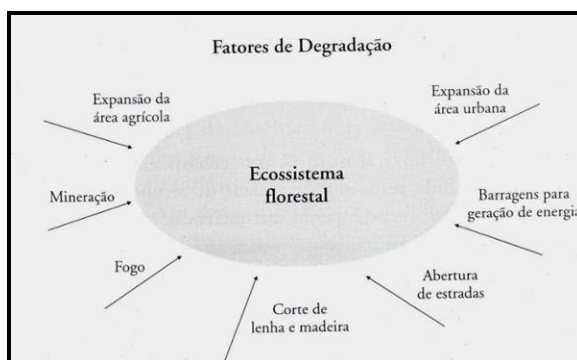 Fatores de Degradação
Expansão da
área agrícola
Expansão da
área urbana
Ecossistema
florestal
Mineração
Barragens para
geração de energia
Fogo
Abertura
de estradas
Corte de
lenha e madeira